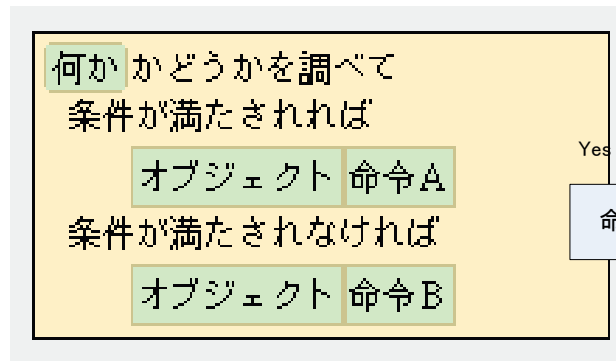 何か かどうかを調べて
条件が満たされれば
オブジェクト 命令A
条件が満たされなければ
オブジェクト 命令B
Yes
命